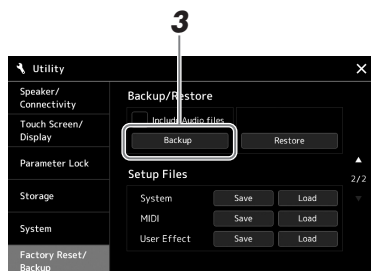 3
Utility
Speaker/
Connectivity
Touch Screen/
Display
Parameter Lock
Storage
System
Factory Reset/
Backup
Backup/Restore
Include Audio files
Backup Restore
2/2
Setup Files
System Save Load
MIDI Save Load
User Effect Save Load